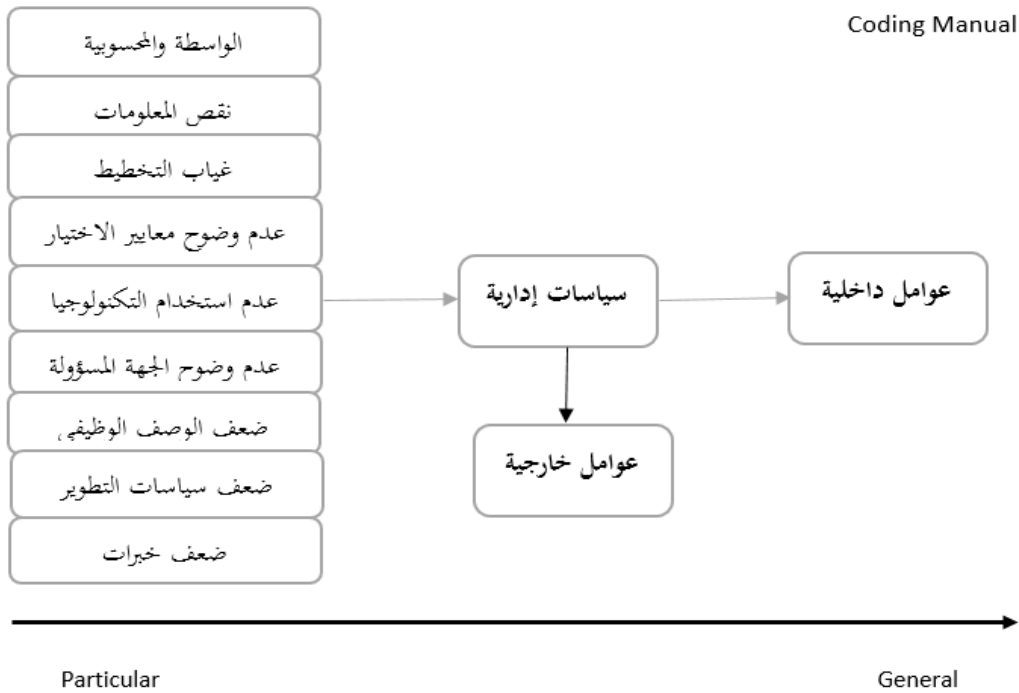 Coding Manual
الواسطة والمحسوبية
نقص المعلومات
غياب التخطيط
عدم وضوح معايير الاختيار
عدم استخدام التكنولوجيا
عدم وضوح الجهة المسؤولة
ضعف الوصف الوظيفي
ضعف سياسات التطوير
ضعف خبرات
سياسات إدارية
عوامل داخلية
عوامل خارجية
Particular
General